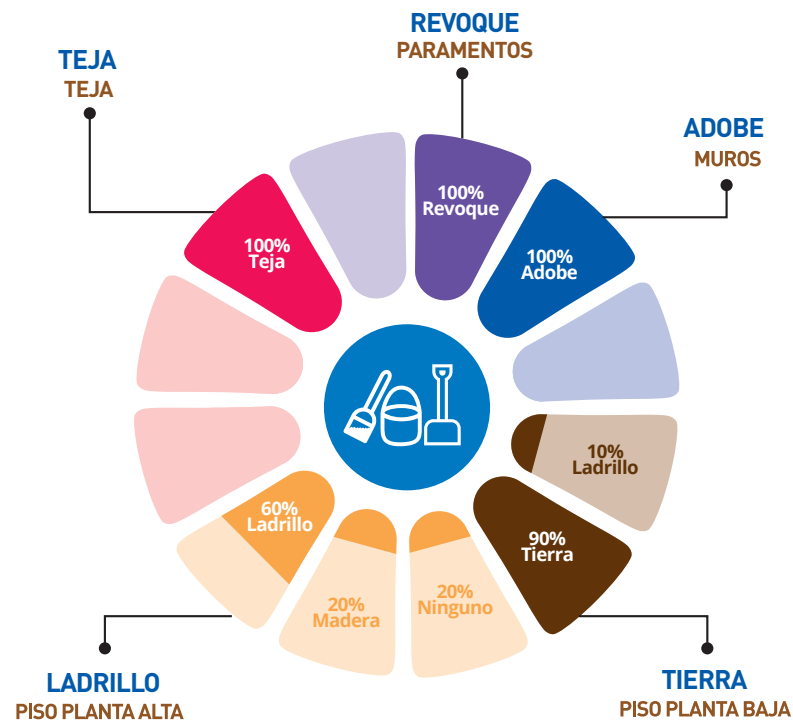 REVOQUE
PARAMENTOS
TEJA
TEJA
ADOBE
MUROS
100%
Revoque
100%
Teja
100%
Adobe
10%
Ladrillo
60%
Ladrillo
90%
Tierra
20%
Madera
20%
Ninguno
LADRILLO
PISO PLANTA ALTA
TIERRA
PISO PLANTA BAJA